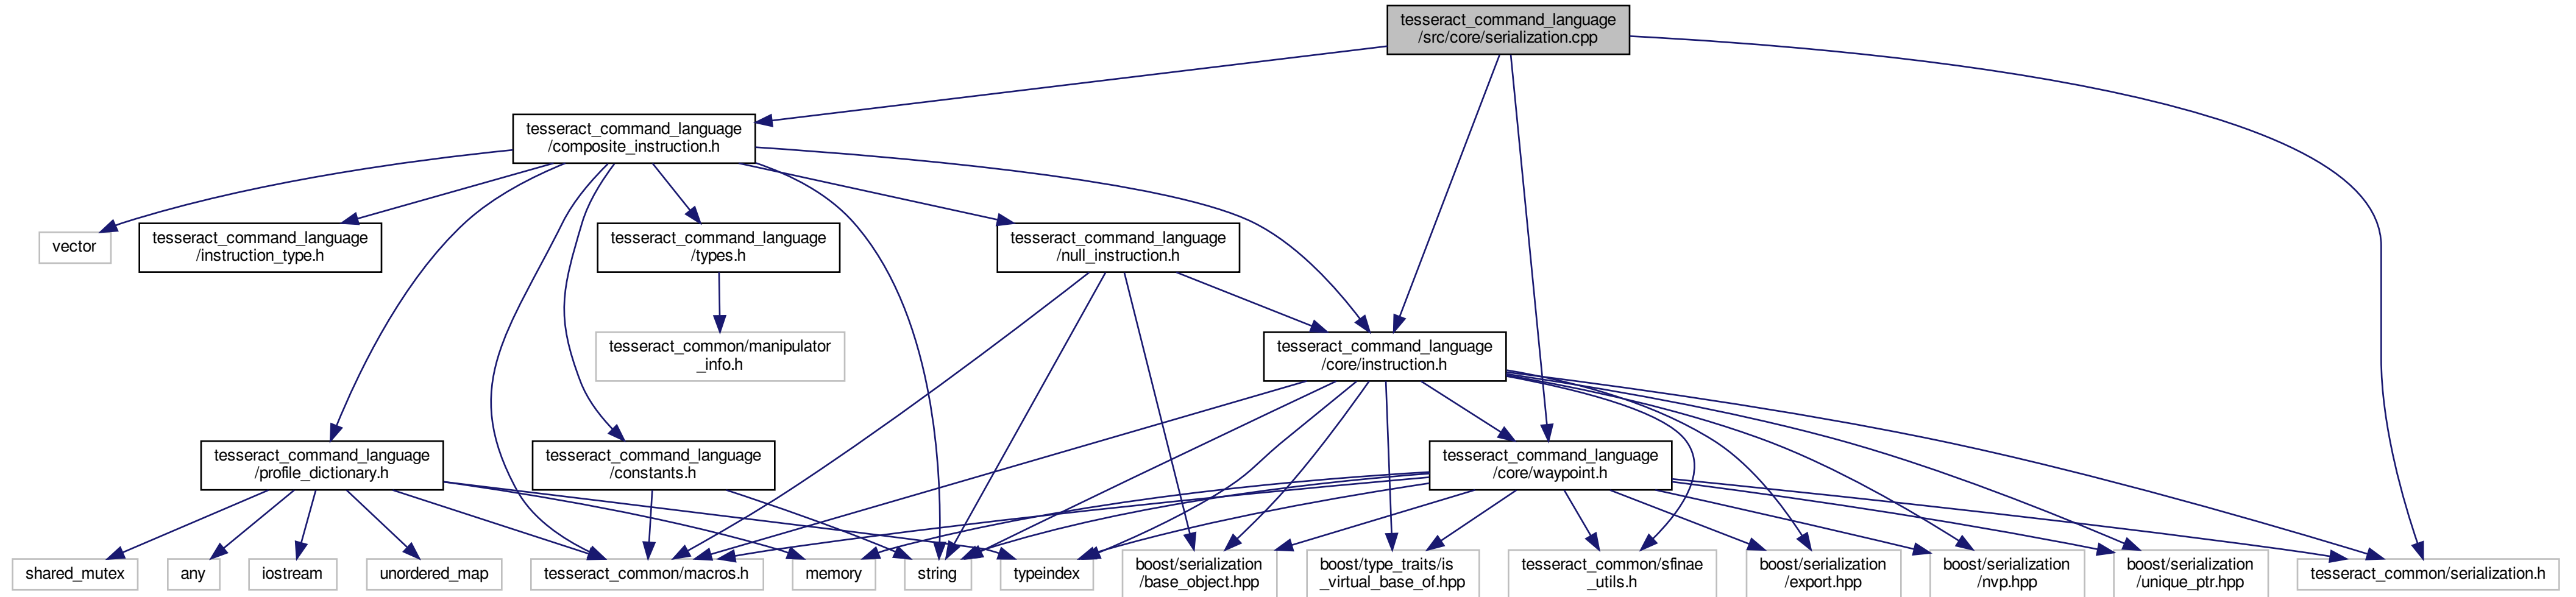 tesseract_command_language
/src/core/serialization.cpp
tesseract_command_language
/composite_instruction.h
vector
tesseract_command_language
/instruction_type.h
tesseract_command_language
/types.h
tesseract_command_language
/null_instruction.h
tesseract_common/manipulator
_info.h
tesseract_command_language
/core/instruction.h
tesseract_command_language
/profile_dictionary.h
tesseract_command_language
/constants.h
tesseract_command_language
/core/waypoint.h
shared_mutex
any
iostream
unordered_map
tesseract_common/macros.h
memory
string
typeindex
boost/serialization
/base_object.hpp
boost/type_traits/is
_virtual_base_of.hpp
tesseract_common/sfinae
_utils.h
boost/serialization
/export.hpp
boost/serialization
/nvp.hpp
boost/serialization
/unique_ptr.hpp
tesseract_common/serialization.h